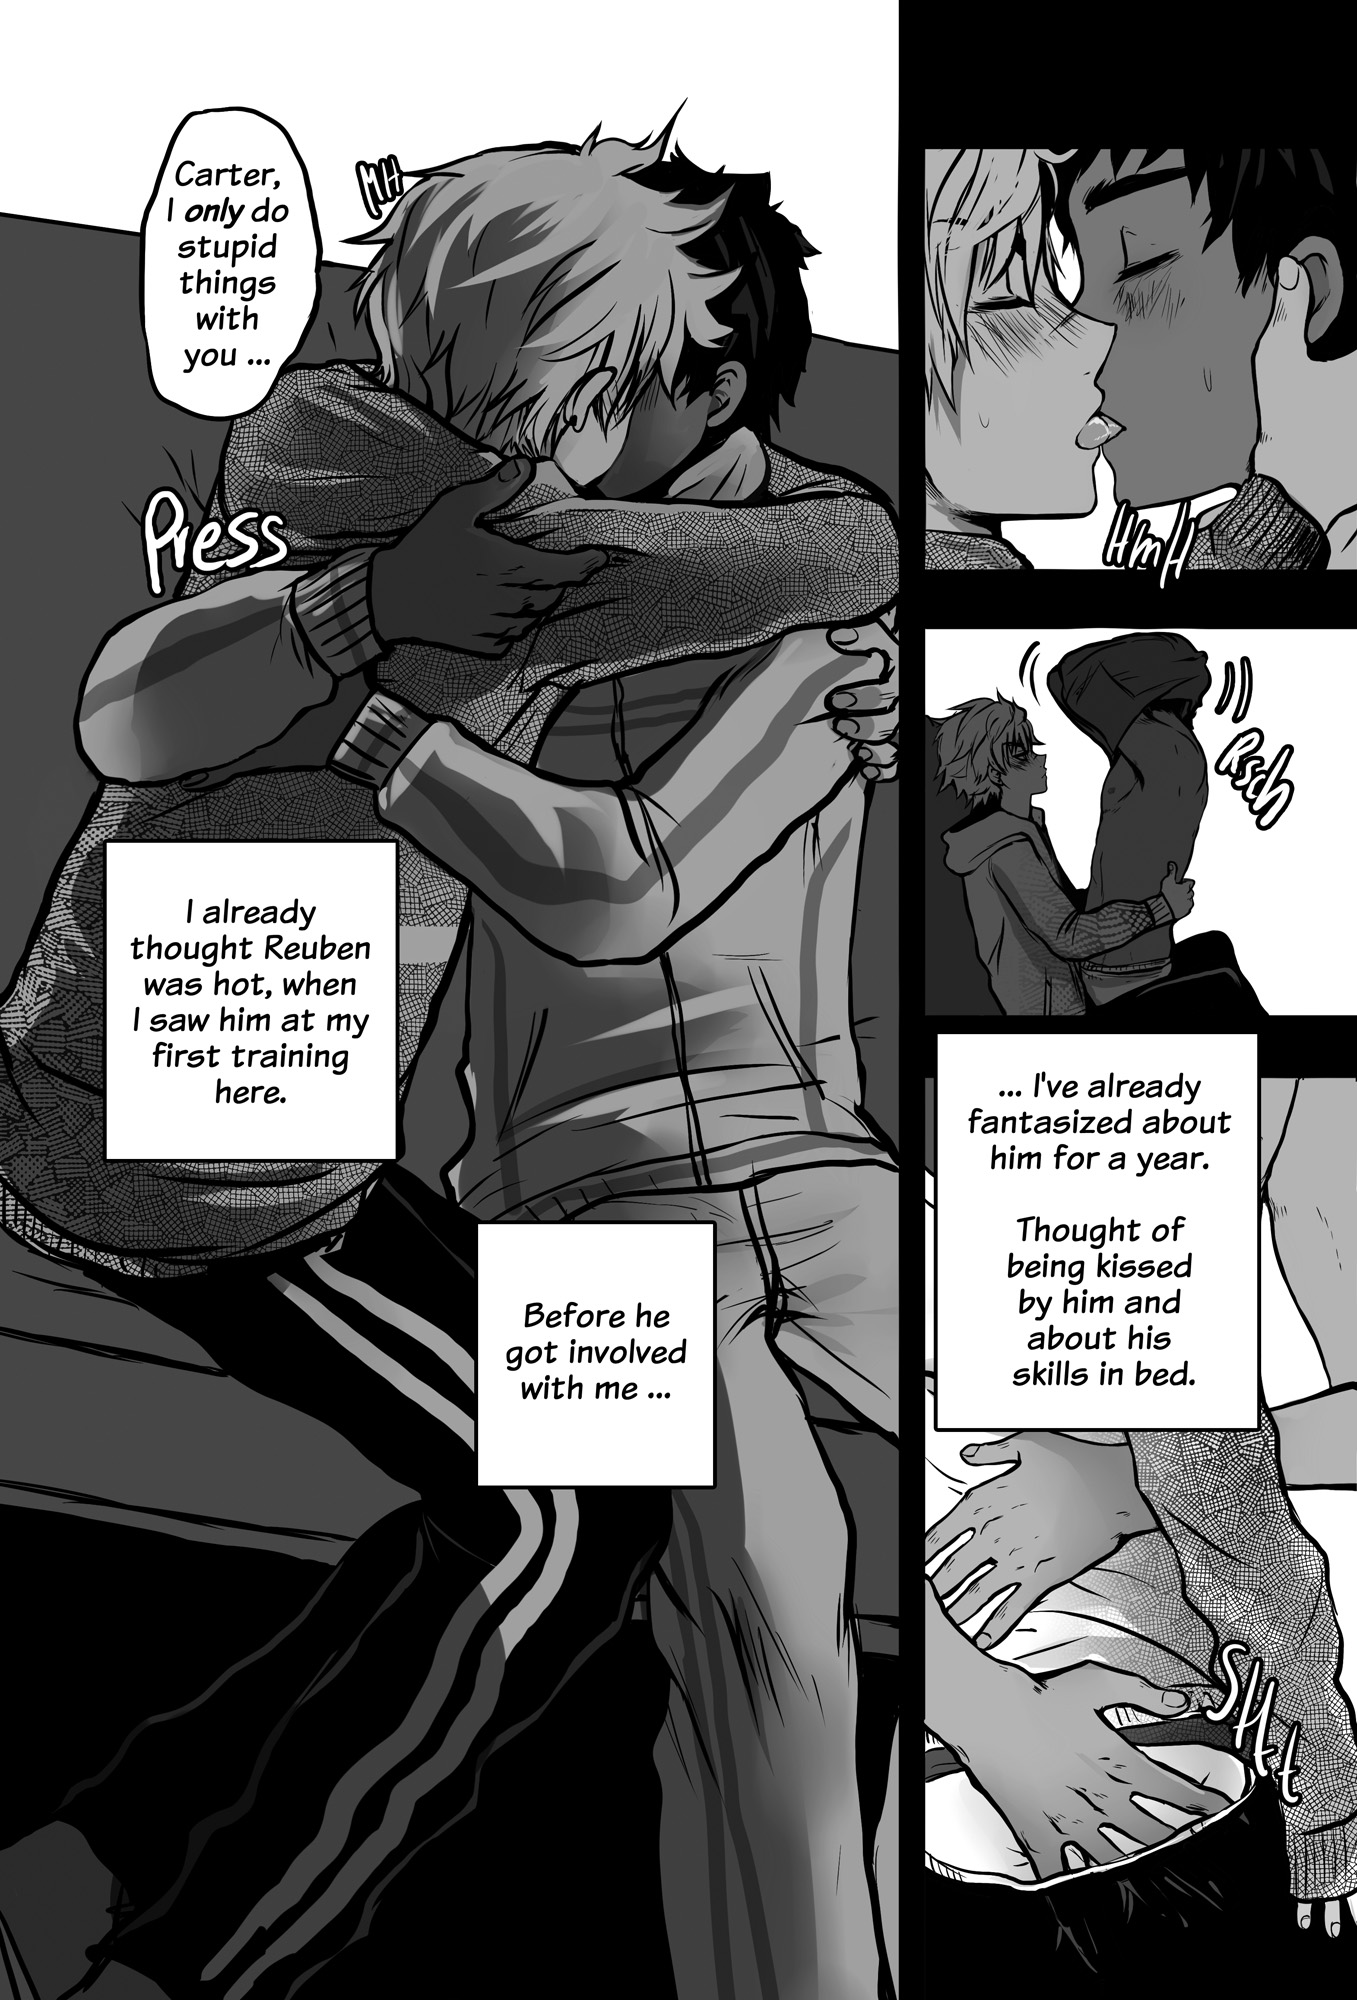 Carter,
I only do
stupid
things
with
you ...
MH
Press
I already
thought Reuben
was hot, when
I saw him at my
first training
here.
Before he
got involved
with me ...
HmH
Rsch
... I've already
fantasized about
him for a year.
Thought of
being kissed
by him and
about his
skills in bed.
SHtt